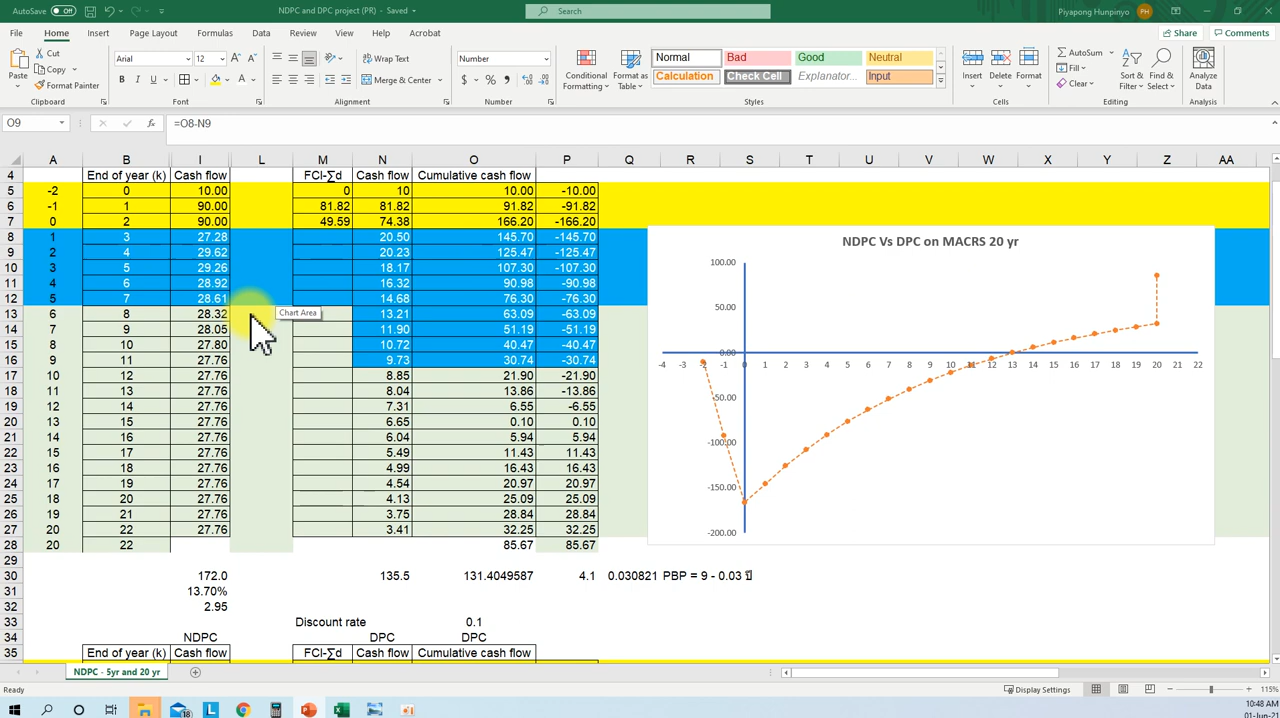 AutoSave Off NDPC and DPC project (PR) - Saved Search Piyapong Hunpinyo PH
File Home Insert Page Layout Formulas Data Review View Help Acrobat Share Comments
Paste Cut Copy Format Painter Clipboard
Arial 12 A A B I U A Font
Wrap Text Merge & Center Alignment
Number $ % , Number
Conditional Formatting Format as Table Normal Bad Good Neutral Calculation Check Cell Explanator... Input Styles
Insert Delete Format Cells
AutoSum Fill Clear Sort & Filter Find & Select Editing
Analyze Data Analysis
O9 fx =O8-N9
A B I L M N O P Q R S T U V W X Y Z AA
4 End of year (k) Cash flow FCI-∑d Cash flow Cumulative cash flow
5 -2 0 10.00 0 10 10.00 -10.00
6 -1 1 90.00 81.82 81.82 91.82 -91.82
7 0 2 90.00 49.59 74.38 166.20 -166.20
8 1 3 27.28 20.50 145.70 -145.70
9 2 4 29.62 20.23 125.47 -125.47
10 3 5 29.26 18.17 107.30 -107.30
11 4 6 28.92 16.32 90.98 -90.98
12 5 7 28.61 14.68 76.30 -76.30
13 6 8 28.32 13.21 63.09 -63.09
14 7 9 28.05 11.90 51.19 -51.19
15 8 10 27.80 10.72 40.47 -40.47
16 9 11 27.76 9.73 30.74 -30.74
17 10 12 27.76 8.85 21.90 -21.90
18 11 13 27.76 8.04 13.86 -13.86
19 12 14 27.76 7.31 6.55 -6.55
20 13 15 27.76 6.65 0.10 0.10
21 14 16 27.76 6.04 5.94 5.94
22 15 17 27.76 5.49 11.43 11.43
23 16 18 27.76 4.99 16.43 16.43
24 17 19 27.76 4.54 20.97 20.97
25 18 20 27.76 4.13 25.09 25.09
26 19 21 27.76 3.75 28.84 28.84
27 20 22 27.76 3.41 32.25 32.25
28 20 22 85.67 85.67
29
30 172.0 135.5 131.4049587 4.1 0.030821 PBP = 9 - 0.03 ปี
31 13.70%
32 2.95
33 Discount rate 0.1
34 NDPC DPC DPC
35 End of year (k) Cash flow FCI-∑d Cash flow Cumulative cash flow
Chart Area
NDPC Vs DPC on MACRS 20 yr
100.00
50.00
0.00
-4 -3 -2 -1 0 1 2 3 4 5 6 7 8 9 10 11 12 13 14 15 16 17 18 19 20 21 22
-50.00
-100.00
-150.00
-200.00
NDPC - 5yr and 20 yr
Ready Display Settings 115%
18 L 10:48 AM
01-Jun-21